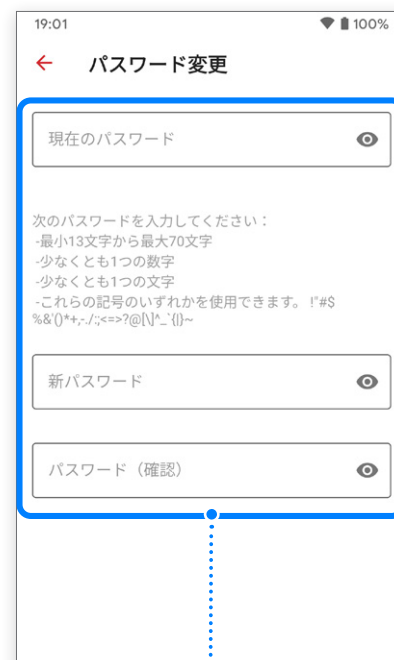 19:01 100%
パスワード変更
現在のパスワード
次のパスワードを入力してください：
-最小13文字から最大70文字
-少なくとも1つの数字
-少なくとも1つの文字
-これらの記号のいずれかを使用できます。 !"#$
%&'()*+,-./:;<=>?@[\]^_`{|}~
新パスワード
パスワード（確認）